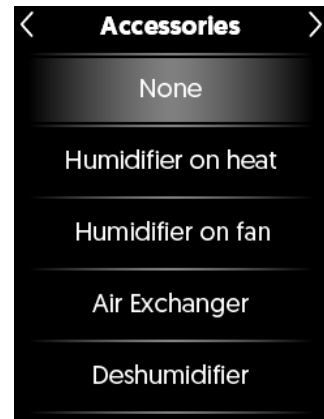 Accessories
None
Humidifier on heat
Humidifier on fan
Air Exchanger
Deshumidifier